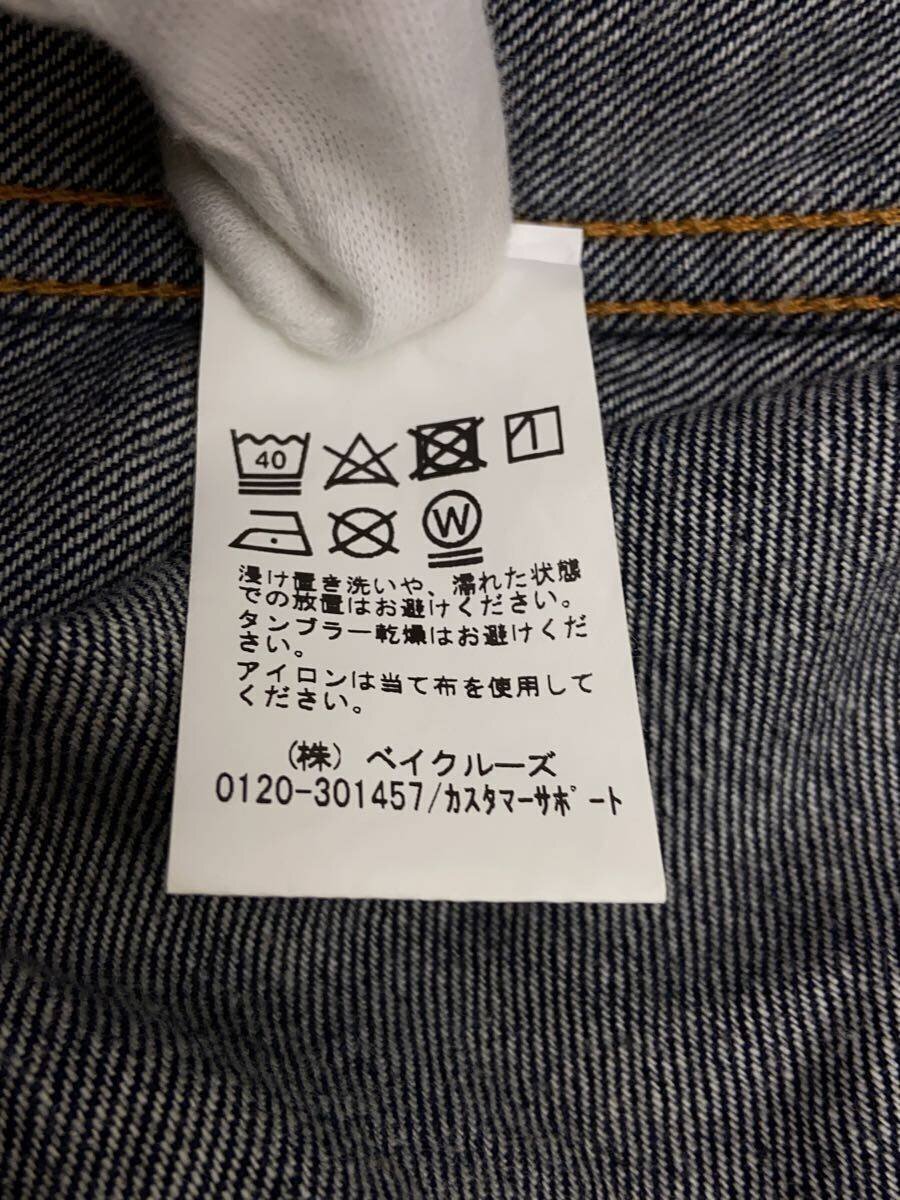 40
W
浸け置き洗いや、濡れた状態
での放置はお避けください。
タンブラー乾燥はお避けくだ
さい。
アイロンは当て布を使用して
ください。
(株) ベイクルーズ
0120-301457/カスタマーサポート